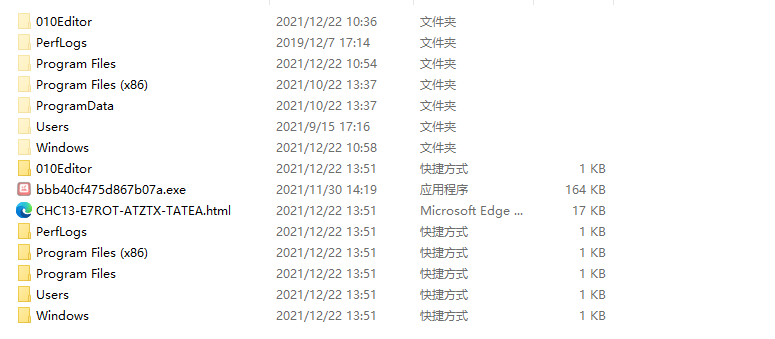 010Editor 2021/12/22 10:36 文件夹
PerfLogs 2019/12/7 17:14 文件夹
Program Files 2021/12/22 10:54 文件夹
Program Files (x86) 2021/10/22 13:37 文件夹
ProgramData 2021/10/22 13:37 文件夹
Users 2021/9/15 17:16 文件夹
Windows 2021/12/22 10:58 文件夹
010Editor 2021/12/22 13:51 快捷方式 1 KB
bbb40cf475d867b07a.exe 2021/11/30 14:19 应用程序 164 KB
CHC13-E7ROT-ATZTX-TATEA.html 2021/12/22 13:51 Microsoft Edge ... 17 KB
PerfLogs 2021/12/22 13:51 快捷方式 1 KB
Program Files (x86) 2021/12/22 13:51 快捷方式 1 KB
Program Files 2021/12/22 13:51 快捷方式 1 KB
Users 2021/12/22 13:51 快捷方式 1 KB
Windows 2021/12/22 13:51 快捷方式 1 KB